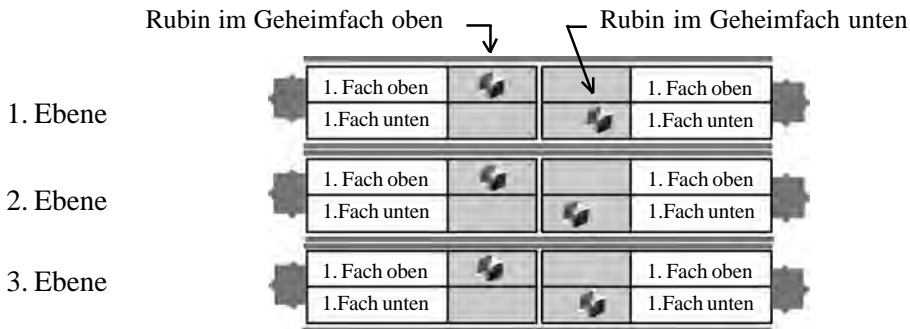 Rubin im Geheimfach oben Rubin im Geheimfach unten
1. Fach oben 1. Fach oben
1. Ebene
1.Fach unten 1.Fach unten
1. Fach oben 1. Fach oben
2. Ebene
1.Fach unten 1.Fach unten
1. Fach oben 1. Fach oben
3. Ebene
1.Fach unten 1.Fach unten